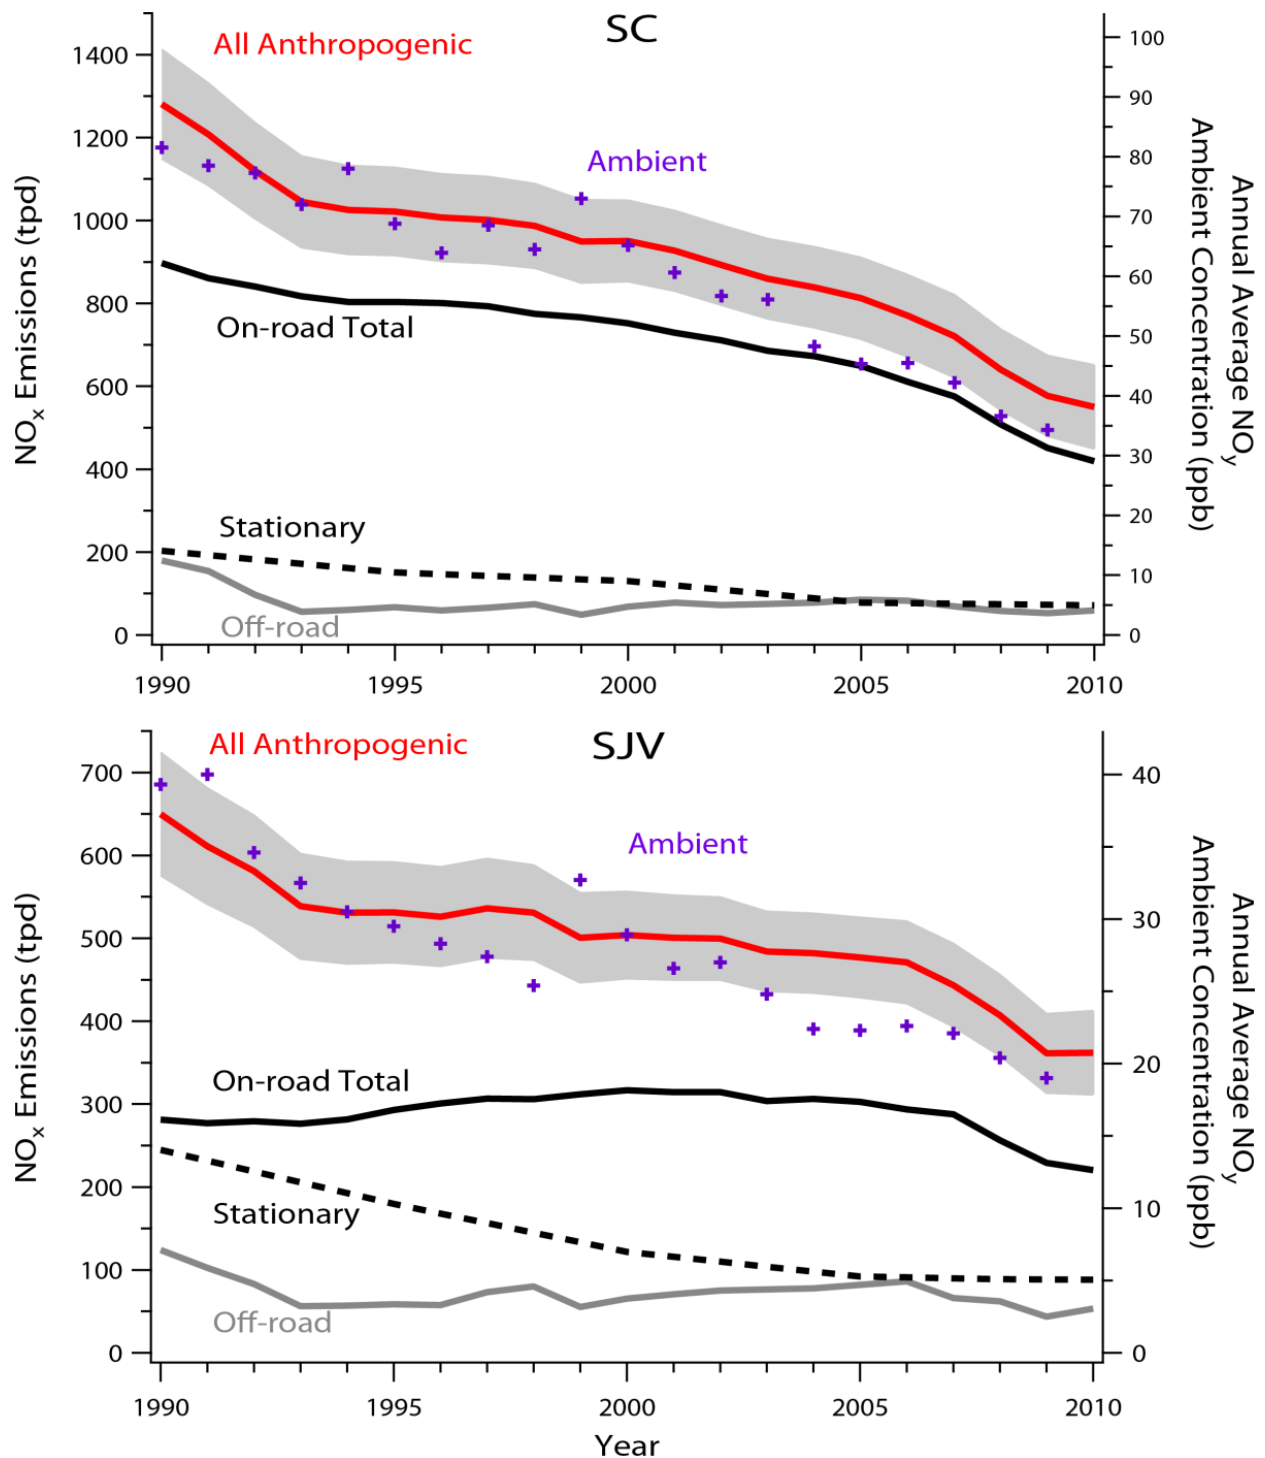 SC
All Anthropogenic
Ambient
On-road Total
Stationary
Off-road
NOx Emissions (tpd)
1400
1200
1000
800
600
400
200
0
100
90
80
70
60
50
40
30
20
10
0
Annual Average NOy
Ambient Concentration (ppb)
1990 1995 2000 2005 2010
SJV
All Anthropogenic
Ambient
On-road Total
Stationary
Off-road
NOx Emissions (tpd)
700
600
500
400
300
200
100
0
40
30
20
10
0
Annual Average NOy
Ambient Concentration (ppb)
1990 1995 2000 2005 2010
Year